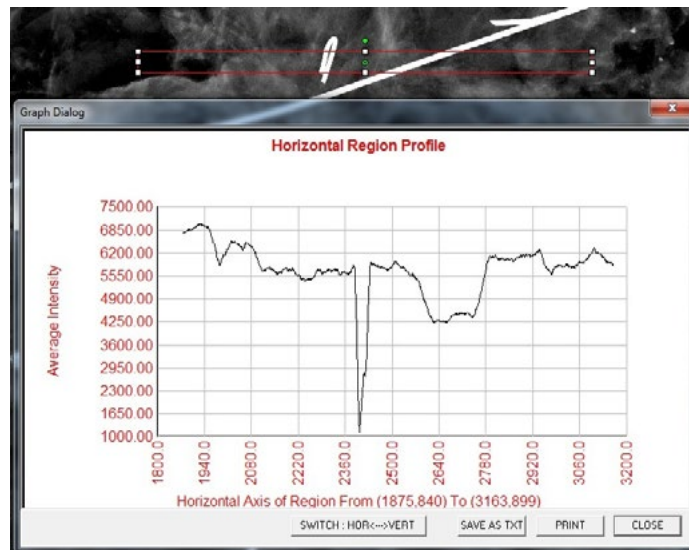 Graph Dialog
x
Horizontal Region Profile
7500.00
6850.00
6200.00
5550.00
4900.00
4250.00
3600.00
2950.00
2300.00
1650.00
1000.00
Average Intensity
1800.0
1940.0
2080.0
2220.0
2360.0
2500.0
2640.0
2780.0
2920.0
3060.0
3200.0
Horizontal Axis of Region From (1875,840) To (3163,899)
SWITCH : HOR<--->VERT
SAVE AS TXT
PRINT
CLOSE